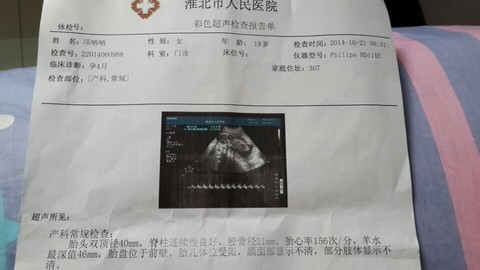 淮北市人民医院
彩色超声检查报告单
体检号:
姓 名: 项呐呐 性 别: 女 年 龄: 19岁 检查时间: 2014-10-21 08:01:
检查号: 22014060988 科 室: 门诊 床位号: 仪器型号: Philips HD11XE
临床诊断: 孕4月 家庭住址: 307
检查部位: [产科,常规]
超声所见:
产科常规检查:
胎头双顶径40mm, 脊柱连续性良好, 股骨径21mm, 胎心率156次/分, 羊水
最深值46mm, 胎盘位于前壁, 胎儿体位受限, 颜面部显示不清, 部分肢体显示不
清。